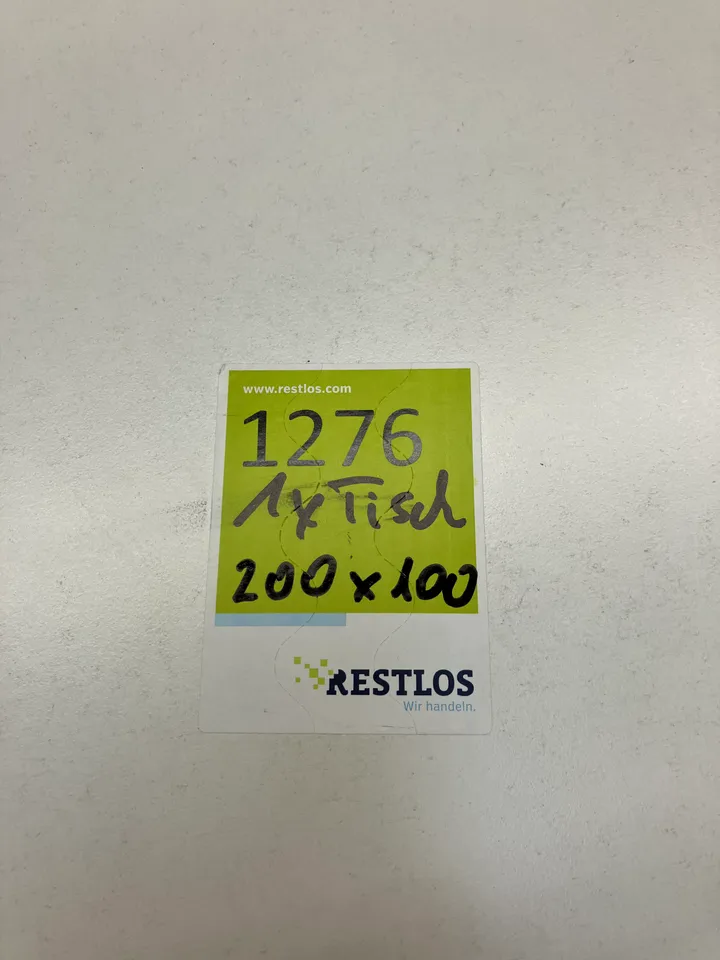 www.restlos.com
1276
1x Tisch
200 x 100
RESTLOS
Wir handeln.